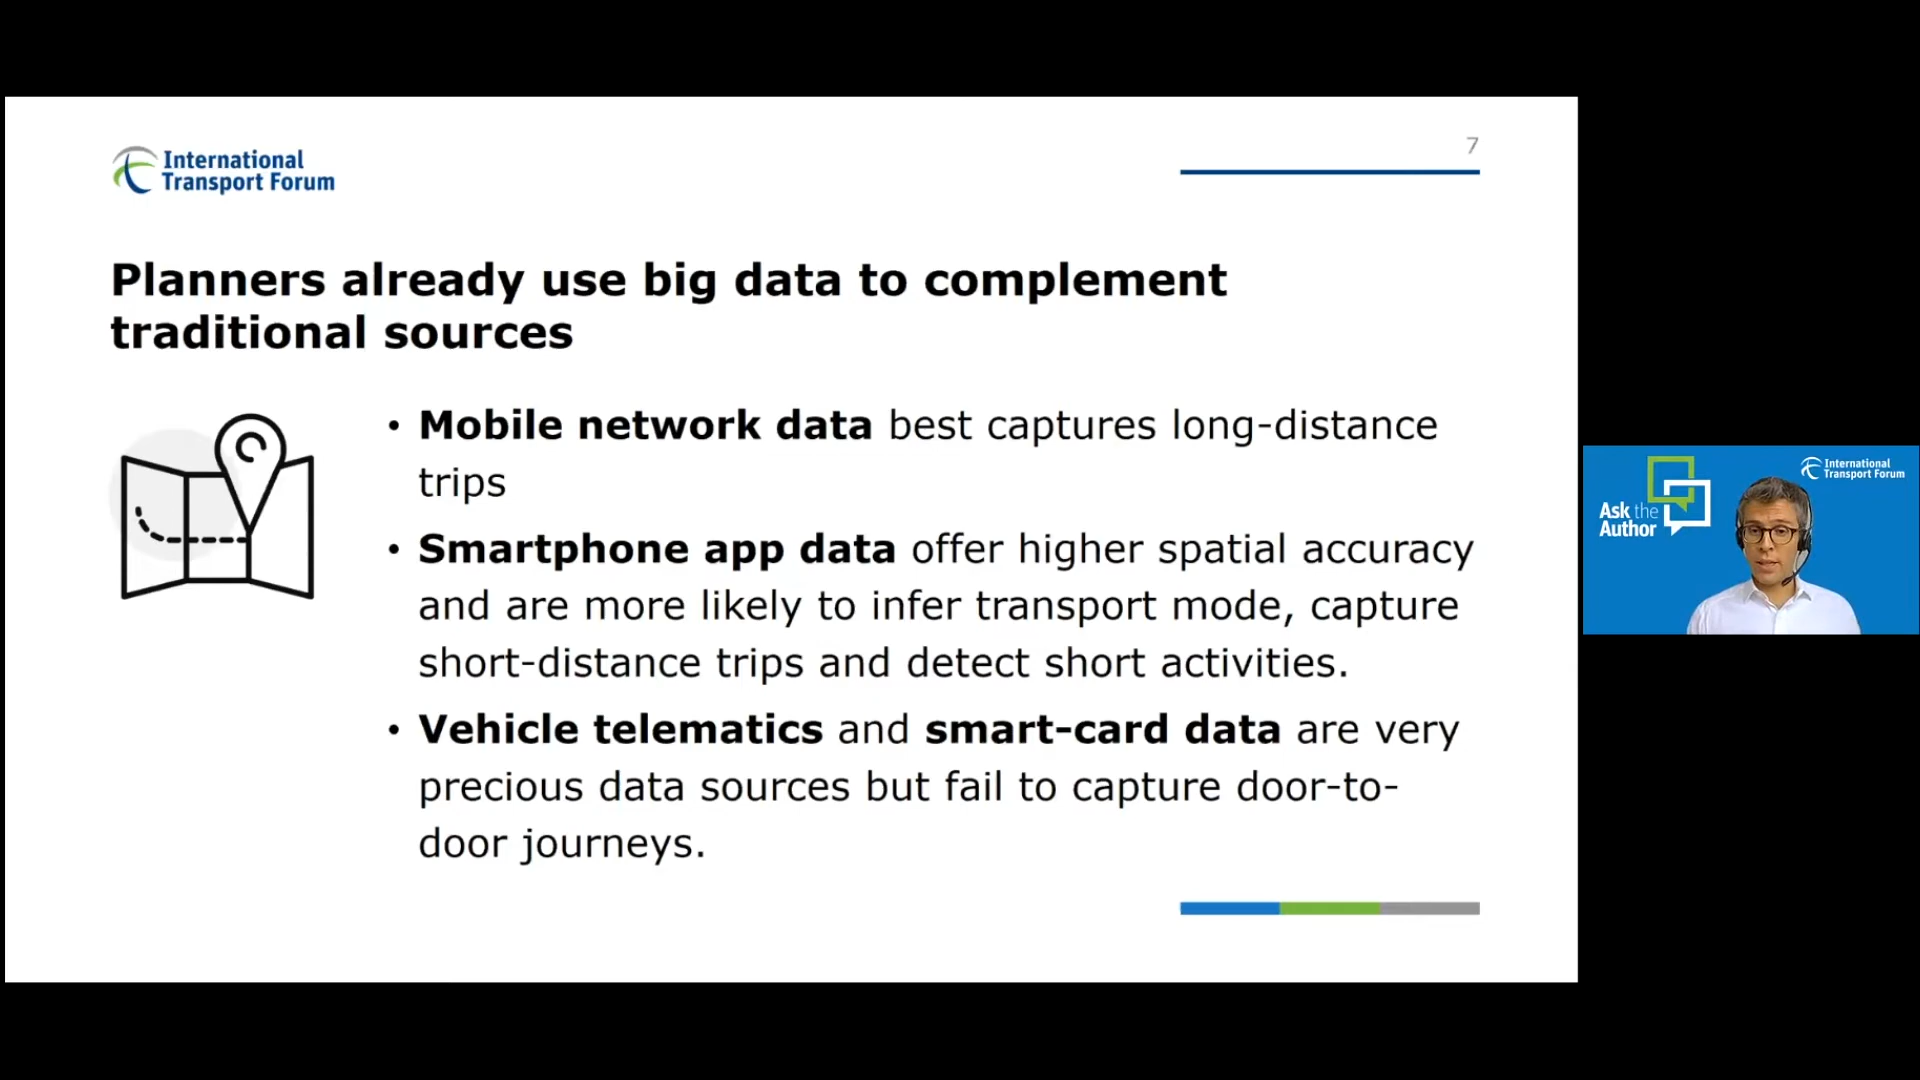 International
Transport Forum
7
Planners already use big data to complement
traditional sources
• Mobile network data best captures long-distance
trips
• Smartphone app data offer higher spatial accuracy
and are more likely to infer transport mode, capture
short-distance trips and detect short activities.
• Vehicle telematics and smart-card data are very
precious data sources but fail to capture door-to-
door journeys.
Ask the
Author
International
Transport Forum